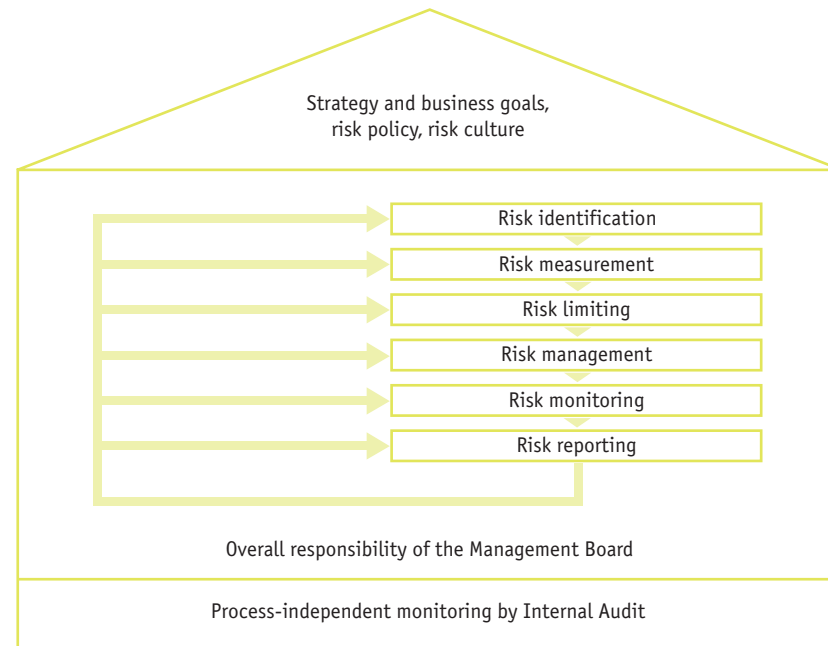 Strategy and business goals,
risk policy, risk culture
Risk identification
Risk measurement
Risk limiting
Risk management
Risk monitoring
Risk reporting
Overall responsibility of the Management Board
Process-independent monitoring by Internal Audit